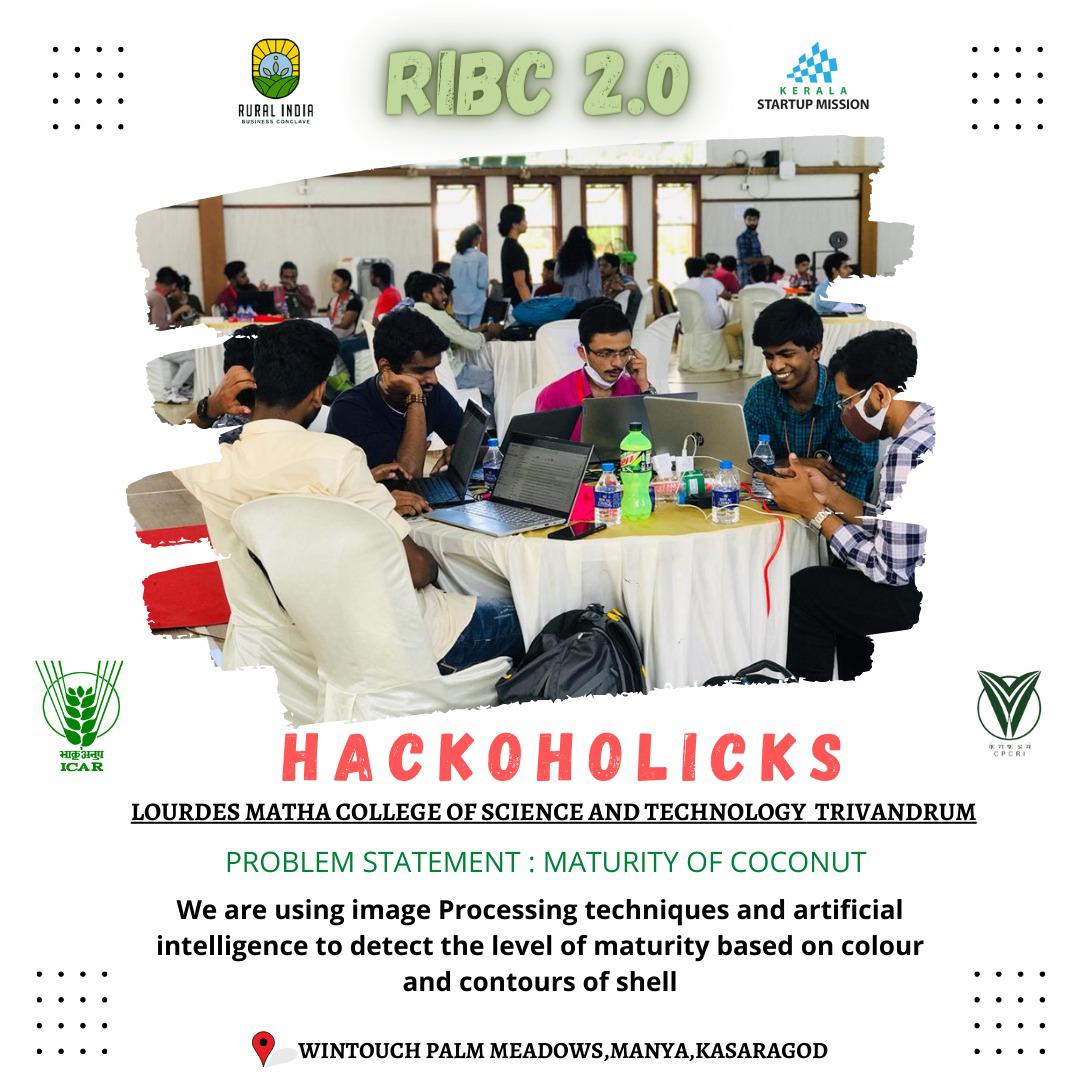 RURAL INDIA
BUSINESS CONCLAVE
RIBC 2.0
KERALA
STARTUP MISSION
भाकृअनुप
ICAR
CPCRI
HACKOHOLICKS
LOURDES MATHA COLLEGE OF SCIENCE AND TECHNOLOGY TRIVANDRUM
PROBLEM STATEMENT : MATURITY OF COCONUT
We are using image Processing techniques and artificial
intelligence to detect the level of maturity based on colour
and contours of shell
WINTOUCH PALM MEADOWS,MANYA,KASARAGOD